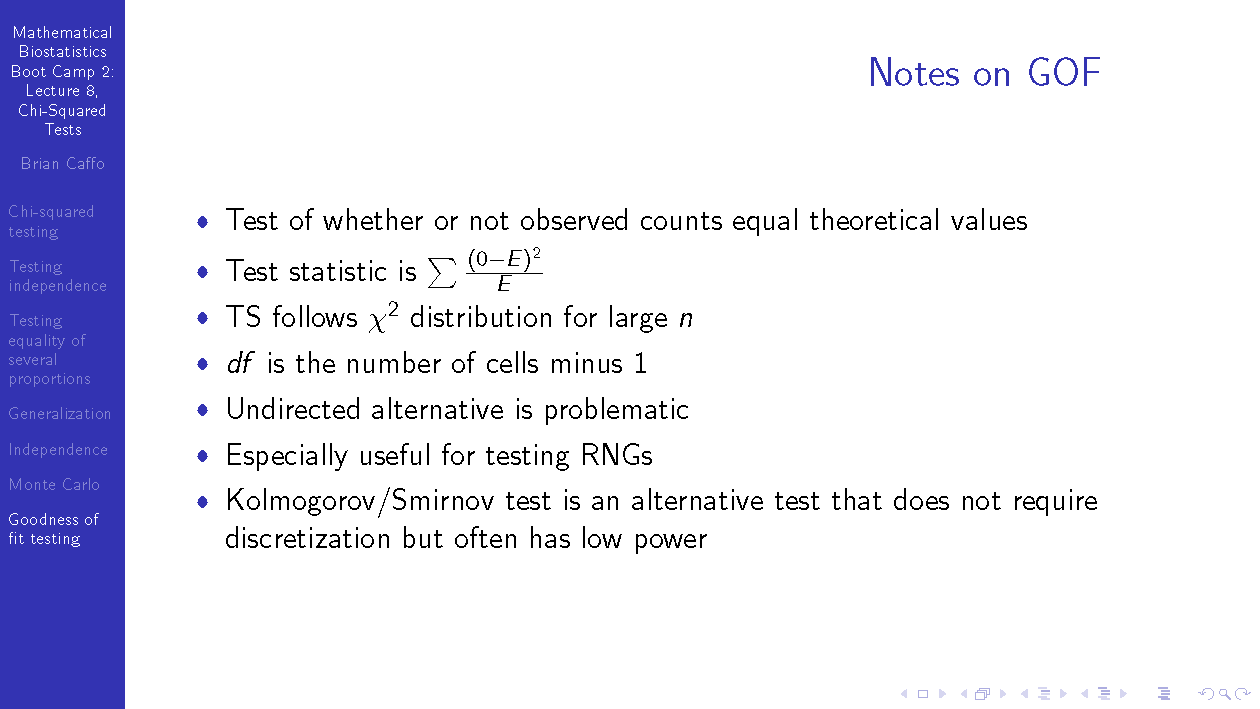 Mathematical
Biostatistics
Boot Camp 2:
Lecture 8,
Chi-Squared
Tests
Brian Caffo
Chi-squared
testing
Testing
independence
Testing
equality of
several
proportions
Generalization
Independence
Monte Carlo
Goodness of
fit testing
Notes on GOF
• Test of whether or not observed counts equal theoretical values
• Test statistic is ∑ (0−E)²/E
• TS follows χ² distribution for large n
• df is the number of cells minus 1
• Undirected alternative is problematic
• Especially useful for testing RNGs
• Kolmogorov/Smirnov test is an alternative test that does not require
discretization but often has low power